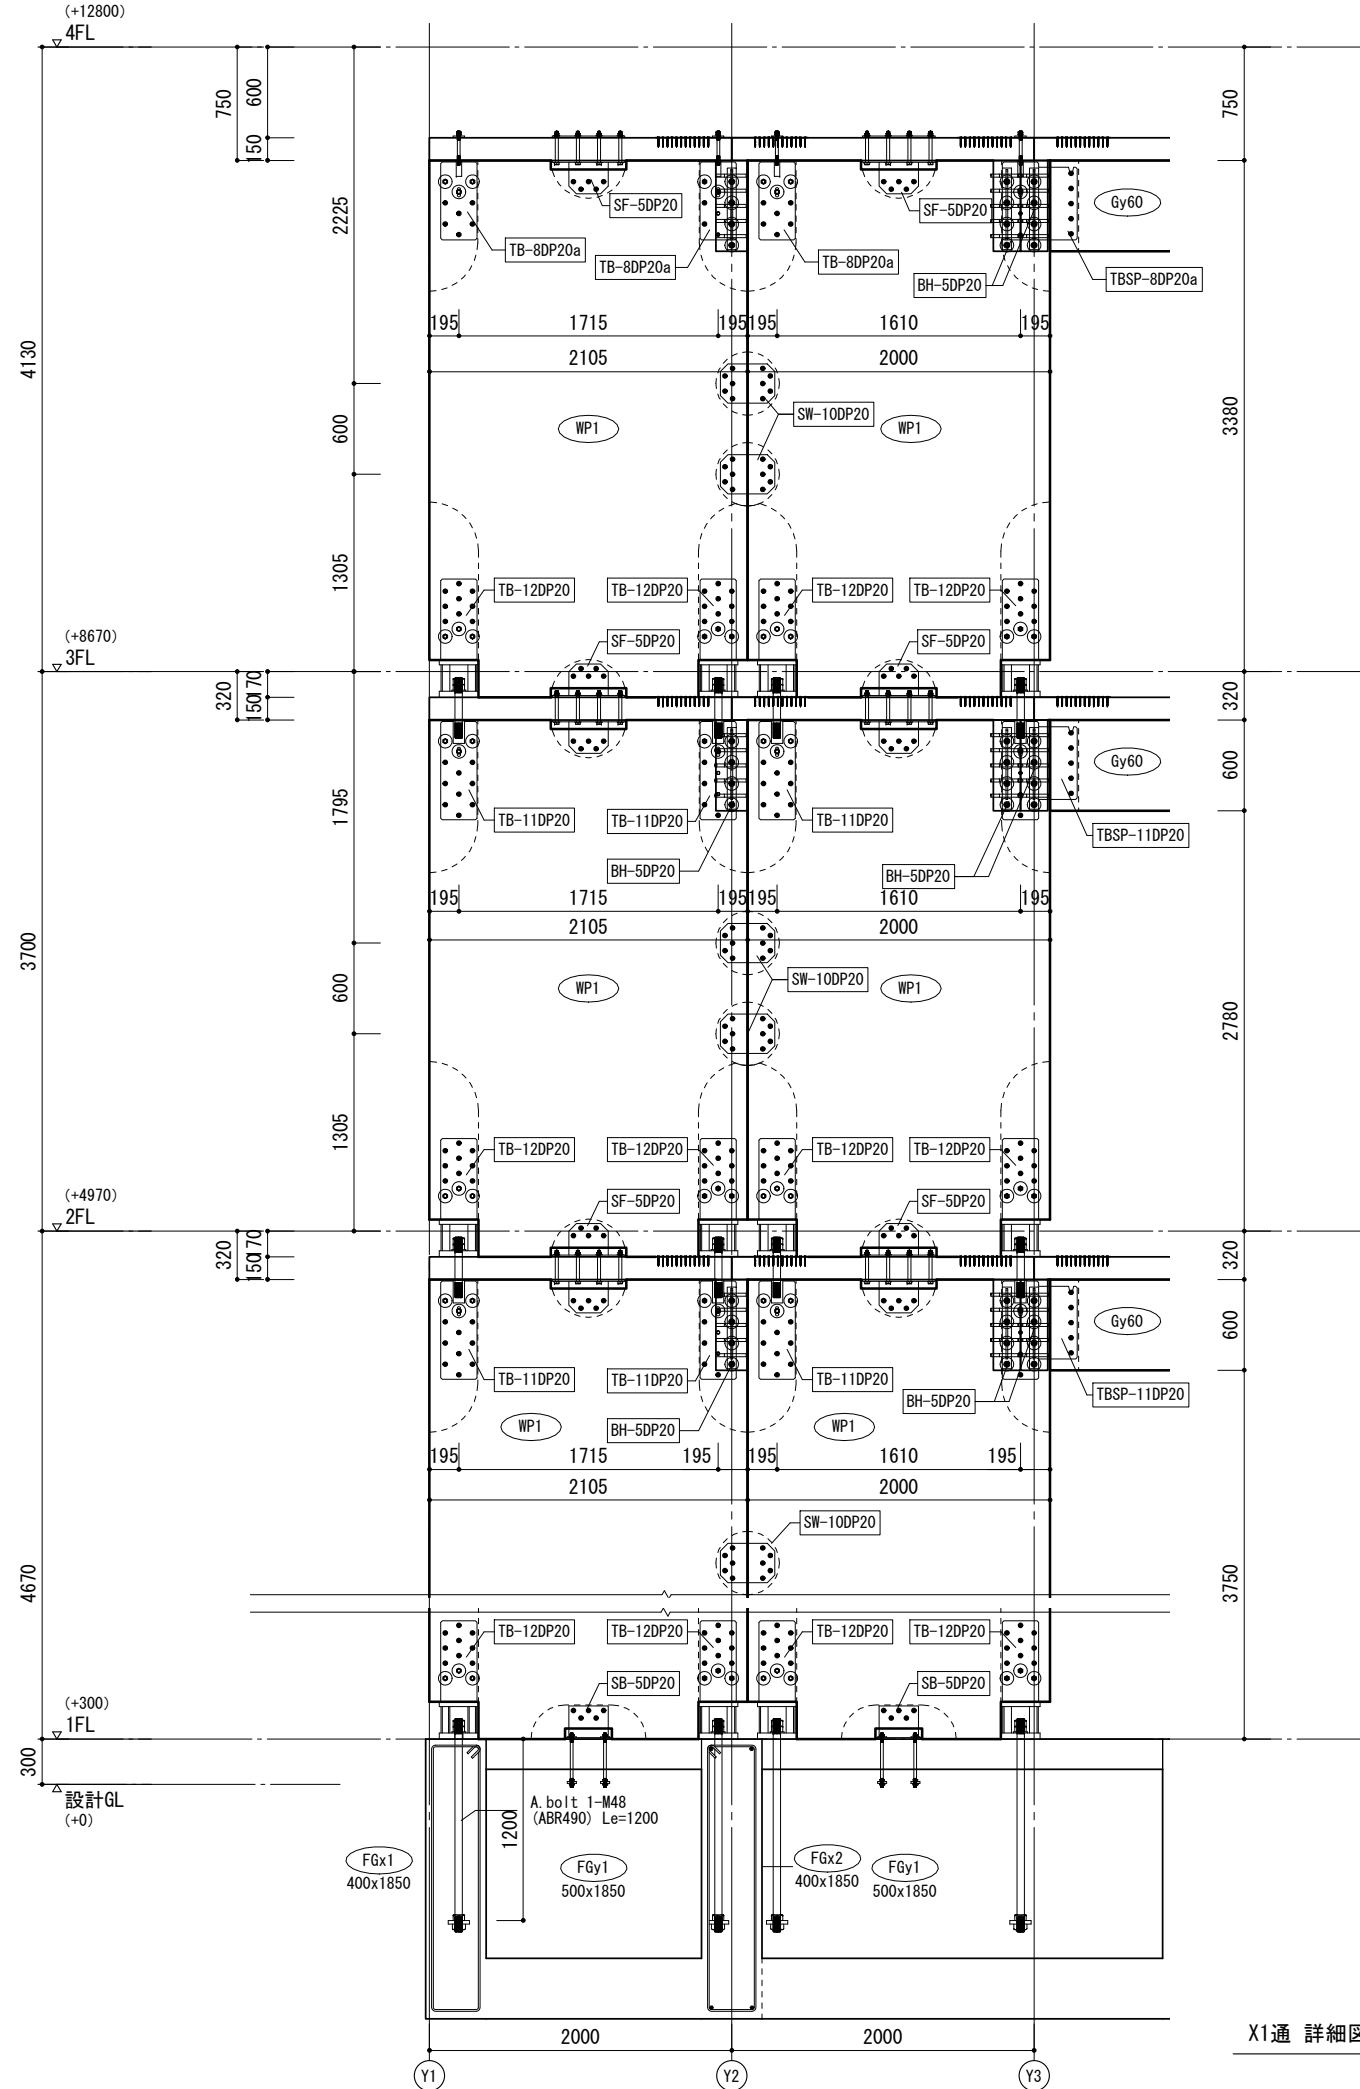 (+12800)
4FL
750
600
150
2225
750
SF-5DP20
SF-5DP20
Gy60
TB-8DP20a
TB-8DP20a
TB-8DP20a
BH-5DP20
TBSP-8DP20a
195
1715
195
195
1610
195
2105
2000
4130
600
SW-10DP20
WP1
WP1
3380
1305
TB-12DP20
TB-12DP20
TB-12DP20
TB-12DP20
(+8670)
3FL
SF-5DP20
SF-5DP20
320
170
150
320
Gy60
600
1795
TB-11DP20
TB-11DP20
TB-11DP20
TBSP-11DP20
BH-5DP20
BH-5DP20
195
1715
195
195
1610
195
2105
2000
3700
600
SW-10DP20
WP1
WP1
2780
1305
TB-12DP20
TB-12DP20
TB-12DP20
TB-12DP20
(+4970)
2FL
SF-5DP20
SF-5DP20
320
170
150
320
Gy60
600
TB-11DP20
TB-11DP20
TB-11DP20
TBSP-11DP20
BH-5DP20
BH-5DP20
WP1
WP1
195
1715
195
195
1610
195
2105
2000
SW-10DP20
4670
3750
TB-12DP20
TB-12DP20
TB-12DP20
TB-12DP20
SB-5DP20
SB-5DP20
(+300)
1FL
300
設計GL
(+0)
A.bolt 1-M48
(ABR490) Le=1200
1200
FGx1
400x1850
FGy1
500x1850
FGx2
400x1850
FGy1
500x1850
2000
2000
Y1
Y2
Y3
X1通 詳細図